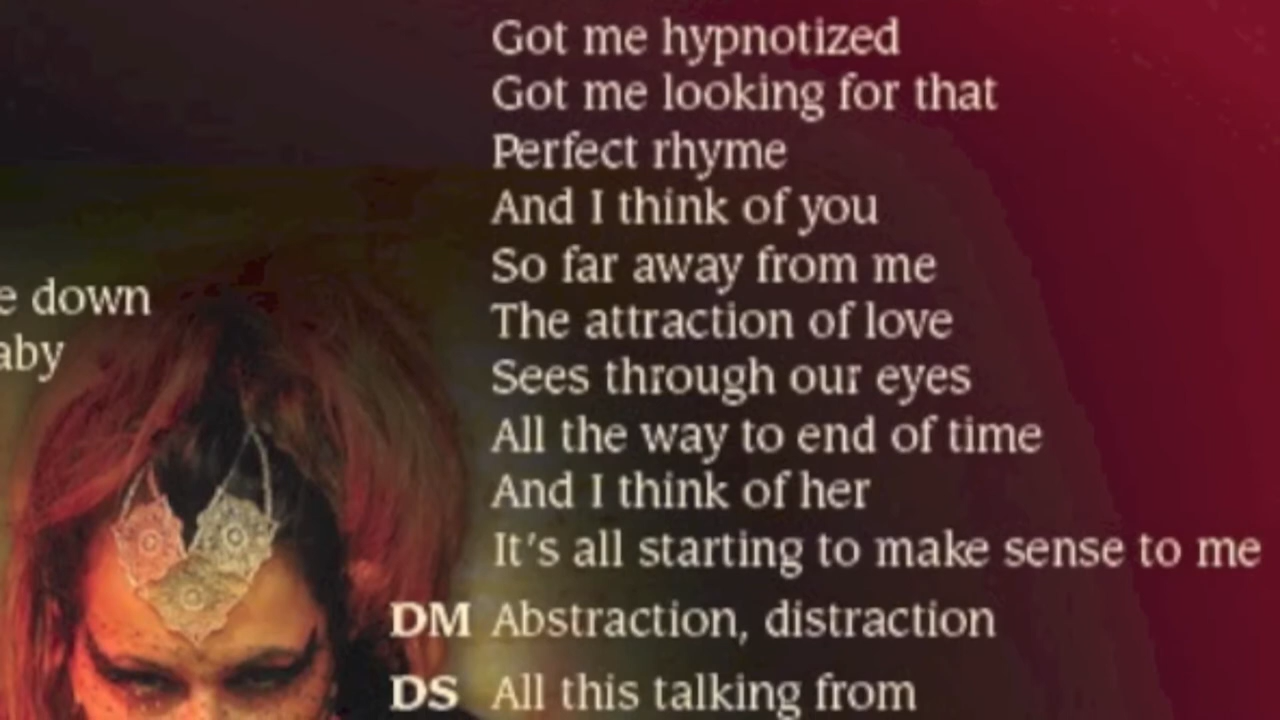 Got me hypnotized
Got me looking for that
Perfect rhyme
And I think of you
So far away from me
e down
The attraction of love
aby
Sees through our eyes
All the way to end of time
And I think of her
It's all starting to make sense to me
DM Abstraction, distraction
DS All this talking from